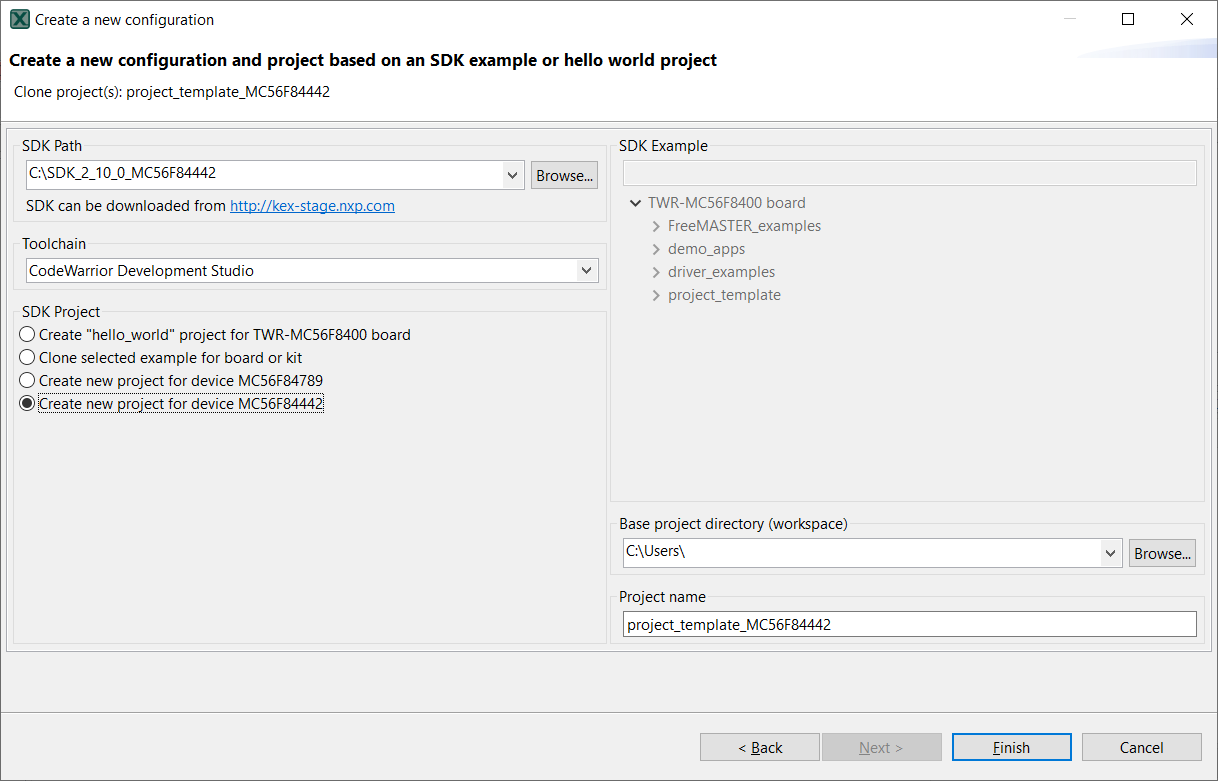 Create a new configuration
Create a new configuration and project based on an SDK example or hello world project
Clone project(s): project_template_MC56F84442
SDK Path
C:\SDK_2_10_0_MC56F84442
Browse...
SDK can be downloaded from http://kex-stage.nxp.com
Toolchain
CodeWarrior Development Studio
SDK Project
Create "hello_world" project for TWR-MC56F8400 board
Clone selected example for board or kit
Create new project for device MC56F84789
Create new project for device MC56F84442
SDK Example
TWR-MC56F8400 board
FreeMASTER_examples
demo_apps
driver_examples
project_template
Base project directory (workspace)
C:\Users\
Browse...
Project name
project_template_MC56F84442
< Back
Next >
Finish
Cancel